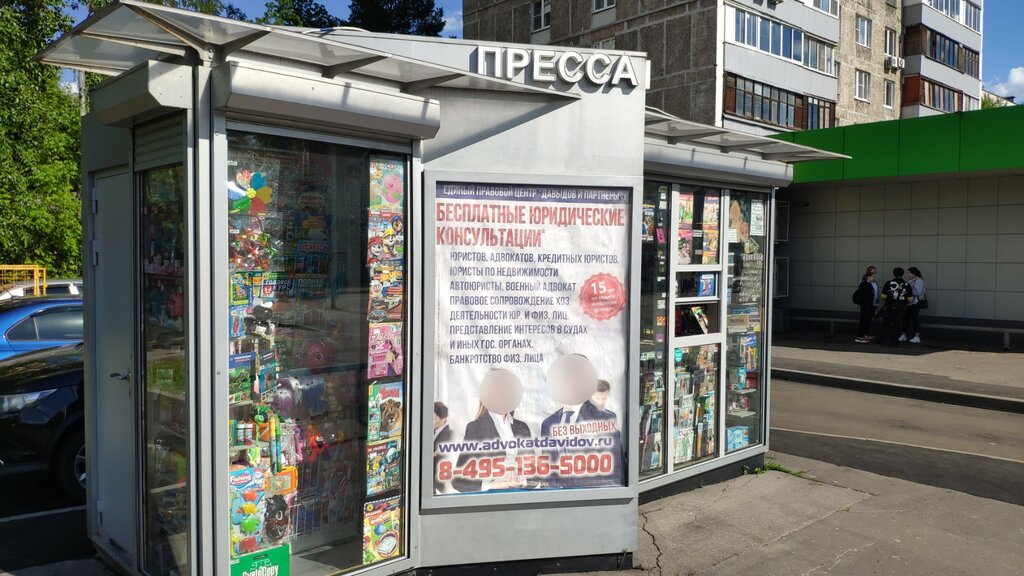 ПРЕССА
ЕДИНЫЙ ПРАВОВОЙ ЦЕНТР "ДАВЫДОВ И ПАРТНЕРЫ"
БЕСПЛАТНЫЕ ЮРИДИЧЕСКИЕ
КОНСУЛЬТАЦИИ*
ЮРИСТОВ, АДВОКАТОВ, КРЕДИТНЫХ ЮРИСТОВ,
ЮРИСТЫ ПО НЕДВИЖИМОСТИ
АВТОЮРИСТЫ, ВОЕННЫЙ АДВОКАТ
ПРАВОВОЕ СОПРОВОЖДЕНИЕ ХОЗ
ДЕЯТЕЛЬНОСТИ ЮР. И ФИЗ. ЛИЦ
ПРЕДСТАВЛЕНИЕ ИНТЕРЕСОВ В СУДАХ
И ИНЫХ ГОС. ОРГАНАХ,
БАНКРОТСТВО ФИЗ. ЛИЦА
15
БЕЗ ВЫХОДНЫХ
www.advokatdavidov.ru
8-495-136-5000
Fishing
SvetoCopy